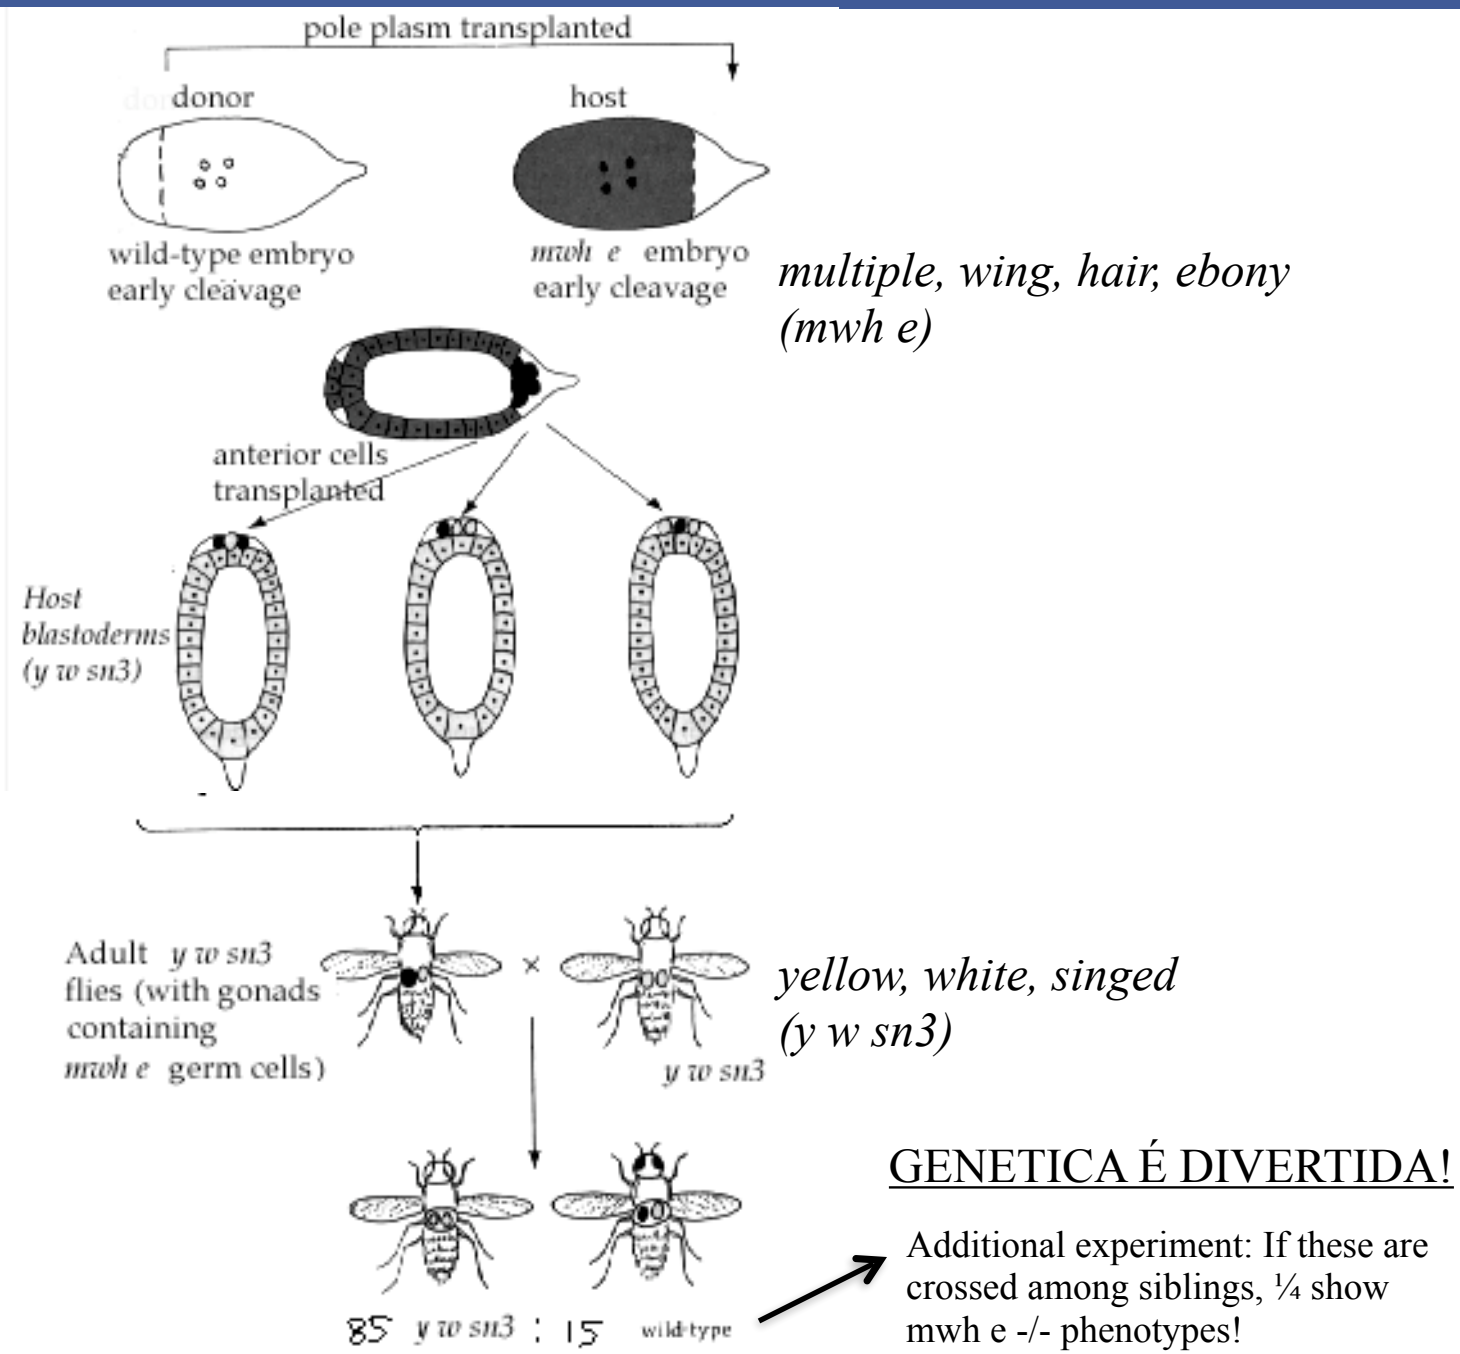 pole plasm transplanted
donor
host
wild-type embryo
early cleavage
mwh e embryo
early cleavage
multiple, wing, hair, ebony
(mwh e)
anterior cells
transplanted
Host
blastoderms
(y w sn3)
Adult y w sn3
flies (with gonads
containing
mwh e germ cells)
×
y w sn3
yellow, white, singed
(y w sn3)
GENETICA É DIVERTIDA!
Additional experiment: If these are
crossed among siblings, ¼ show
mwh e -/- phenotypes!
85 y w sn3 : 15 wild-type